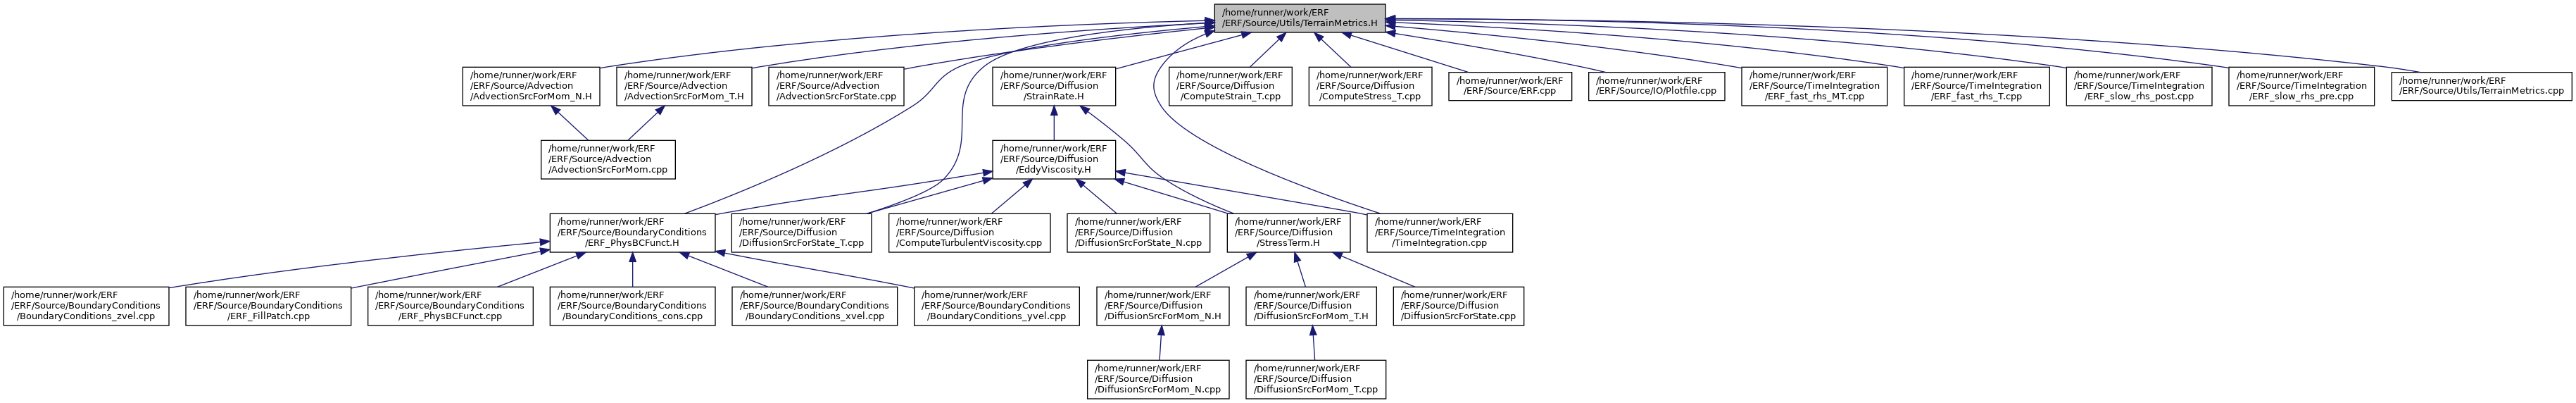 /home/runner/work/ERF
/ERF/Source/Utils/TerrainMetrics.H
/home/runner/work/ERF
/ERF/Source/Advection
/AdvectionSrcForMom_N.H
/home/runner/work/ERF
/ERF/Source/Advection
/AdvectionSrcForMom_T.H
/home/runner/work/ERF
/ERF/Source/Advection
/AdvectionSrcForState.cpp
/home/runner/work/ERF
/ERF/Source/Diffusion
/StrainRate.H
/home/runner/work/ERF
/ERF/Source/Diffusion
/ComputeStrain_T.cpp
/home/runner/work/ERF
/ERF/Source/Diffusion
/ComputeStress_T.cpp
/home/runner/work/ERF
/ERF/Source/ERF.cpp
/home/runner/work/ERF
/ERF/Source/IO/Plotfile.cpp
/home/runner/work/ERF
/ERF/Source/TimeIntegration
/ERF_fast_rhs_MT.cpp
/home/runner/work/ERF
/ERF/Source/TimeIntegration
/ERF_fast_rhs_T.cpp
/home/runner/work/ERF
/ERF/Source/TimeIntegration
/ERF_slow_rhs_post.cpp
/home/runner/work/ERF
/ERF/Source/TimeIntegration
/ERF_slow_rhs_pre.cpp
/home/runner/work/ERF
/ERF/Source/Utils/TerrainMetrics.cpp
/home/runner/work/ERF
/ERF/Source/Advection
/AdvectionSrcForMom.cpp
/home/runner/work/ERF
/ERF/Source/Diffusion
/EddyViscosity.H
/home/runner/work/ERF
/ERF/Source/BoundaryConditions
/ERF_PhysBCFunct.H
/home/runner/work/ERF
/ERF/Source/Diffusion
/DiffusionSrcForState_T.cpp
/home/runner/work/ERF
/ERF/Source/Diffusion
/ComputeTurbulentViscosity.cpp
/home/runner/work/ERF
/ERF/Source/Diffusion
/DiffusionSrcForState_N.cpp
/home/runner/work/ERF
/ERF/Source/Diffusion
/StressTerm.H
/home/runner/work/ERF
/ERF/Source/TimeIntegration
/TimeIntegration.cpp
/home/runner/work/ERF
/ERF/Source/BoundaryConditions
/BoundaryConditions_zvel.cpp
/home/runner/work/ERF
/ERF/Source/BoundaryConditions
/ERF_FillPatch.cpp
/home/runner/work/ERF
/ERF/Source/BoundaryConditions
/ERF_PhysBCFunct.cpp
/home/runner/work/ERF
/ERF/Source/BoundaryConditions
/BoundaryConditions_cons.cpp
/home/runner/work/ERF
/ERF/Source/BoundaryConditions
/BoundaryConditions_xvel.cpp
/home/runner/work/ERF
/ERF/Source/BoundaryConditions
/BoundaryConditions_yvel.cpp
/home/runner/work/ERF
/ERF/Source/Diffusion
/DiffusionSrcForMom_N.H
/home/runner/work/ERF
/ERF/Source/Diffusion
/DiffusionSrcForMom_T.H
/home/runner/work/ERF
/ERF/Source/Diffusion
/DiffusionSrcForState.cpp
/home/runner/work/ERF
/ERF/Source/Diffusion
/DiffusionSrcForMom_N.cpp
/home/runner/work/ERF
/ERF/Source/Diffusion
/DiffusionSrcForMom_T.cpp